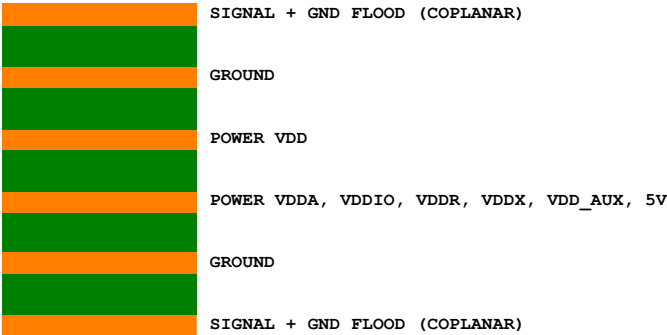 SIGNAL + GND FLOOD (COPLANAR)
GROUND
POWER VDD
POWER VDDA, VDDIO, VDDR, VDDX, VDD_AUX, 5V
GROUND
SIGNAL + GND FLOOD (COPLANAR)